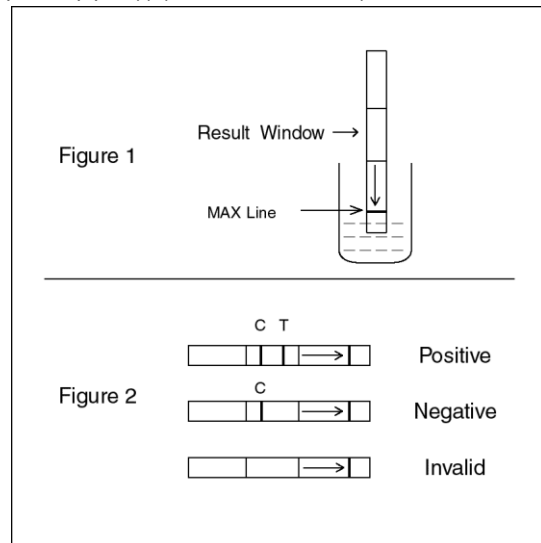 Result Window
Figure 1
MAX Line
C T
Positive
C
Figure 2
Negative
Invalid